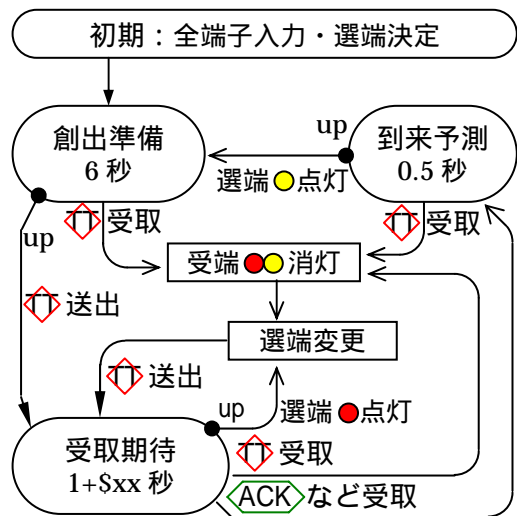 初期：全端子入力・選端決定
創出準備
6 秒
up
到来予測
0.5 秒
選端 点灯
up
受取
受取
受端 消灯
送出
選端変更
送出
up
選端 点灯
受取期待
1+$xx 秒
受取
ACK など受取